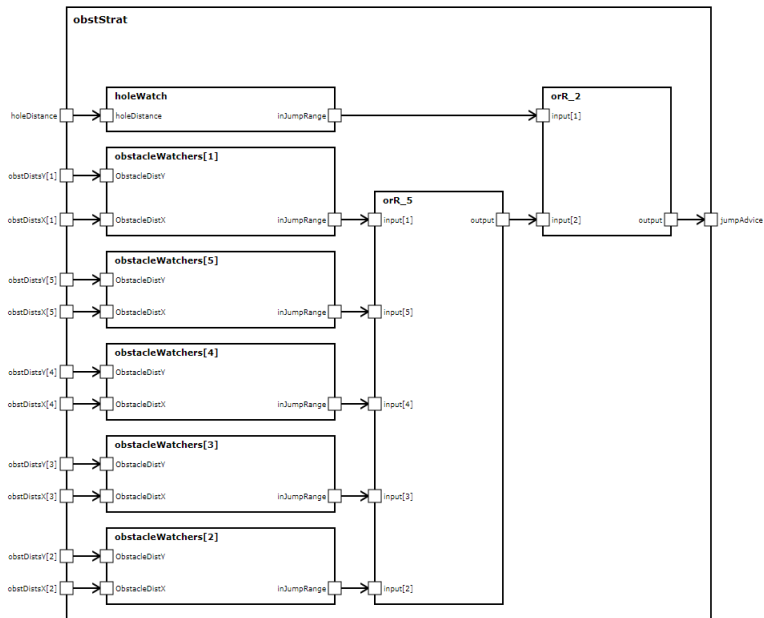 obstStrat
holeWatch
orR_2
holeDistance
holeDistance
inJumpRange
input[1]
obstacleWatchers[1]
obstDistsY[1]
ObstacleDistY
orR_5
obstDistsX[1]
ObstacleDistX
inJumpRange
input[1]
output
input[2]
output
jumpAdvice
obstacleWatchers[5]
obstDistsY[5]
ObstacleDistY
obstDistsX[5]
ObstacleDistX
inJumpRange
input[5]
obstacleWatchers[4]
obstDistsY[4]
ObstacleDistY
obstDistsX[4]
ObstacleDistX
inJumpRange
input[4]
obstacleWatchers[3]
obstDistsY[3]
ObstacleDistY
obstDistsX[3]
ObstacleDistX
inJumpRange
input[3]
obstacleWatchers[2]
obstDistsY[2]
ObstacleDistY
obstDistsX[2]
ObstacleDistX
inJumpRange
input[2]